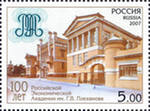 РОССИЯ
RUSSIA 2007
100 ЛЕТ
Российской
Экономической
Академии им. Г.В. Плеханова
5.00